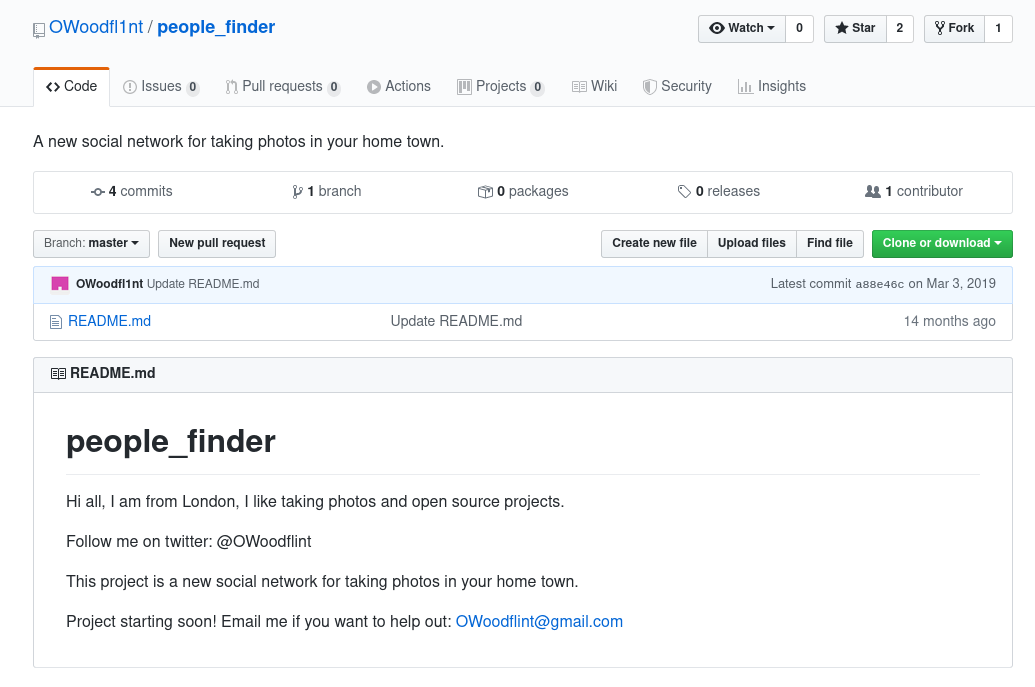 OWoodfl1nt / people_finder
Watch 0 Star 2 Fork 1
Code Issues 0 Pull requests 0 Actions Projects 0 Wiki Security Insights
A new social network for taking photos in your home town.
4 commits 1 branch 0 packages 0 releases 1 contributor
Branch: master New pull request Create new file Upload files Find file Clone or download
OWoodfl1nt Update README.md Latest commit a88e46c on Mar 3, 2019
README.md Update README.md 14 months ago
README.md
people_finder
Hi all, I am from London, I like taking photos and open source projects.
Follow me on twitter: @OWoodflint
This project is a new social network for taking photos in your home town.
Project starting soon! Email me if you want to help out: OWoodflint@gmail.com